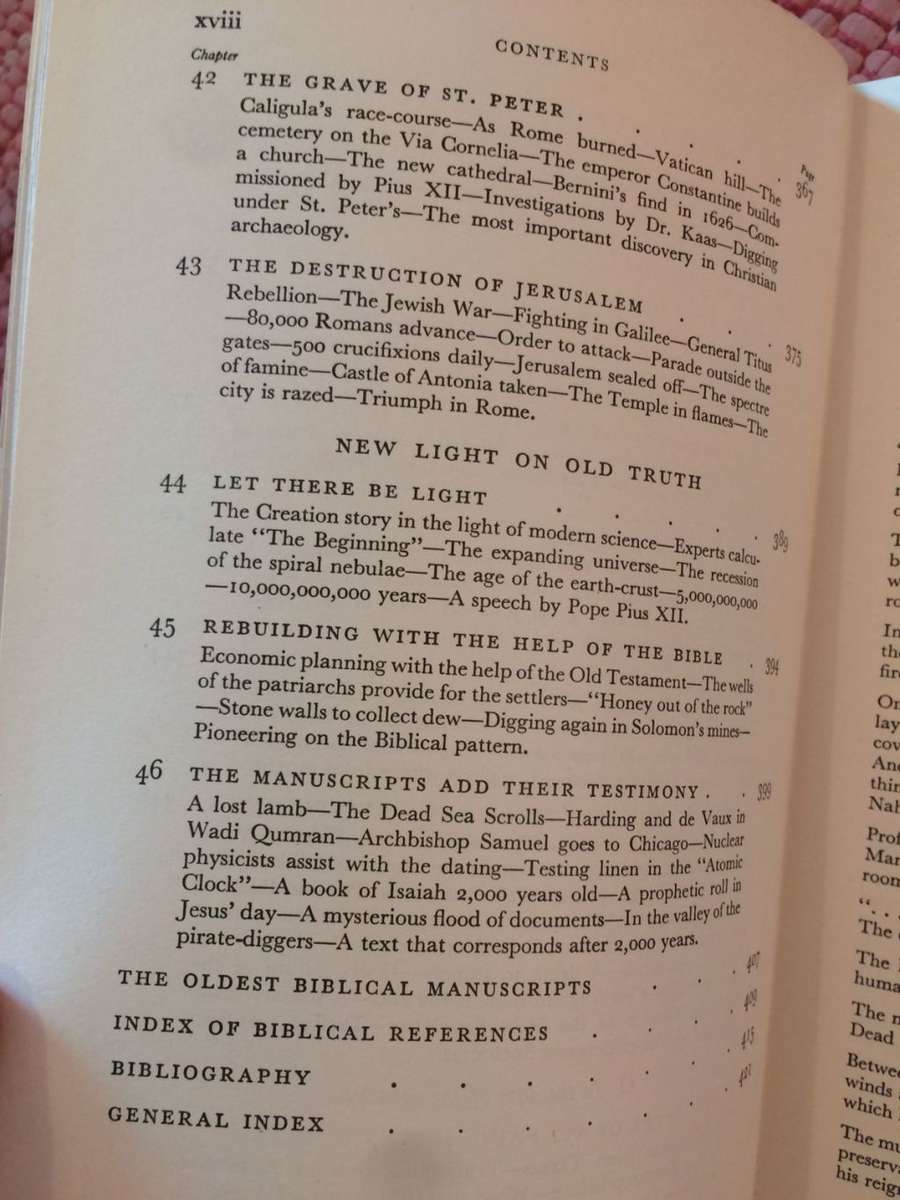 xviii
CONTENTS
Chapter
Page
42 THE GRAVE OF ST. PETER . . . . . 367
Caligula's race-course—As Rome burned—Vatican hill—The
cemetery on the Via Cornelia—The emperor Constantine builds
a church—The new cathedral—Bernini's find in 1626—Com-
missioned by Pius XII—Investigations by Dr. Kaas—Digging
under St. Peter's—The most important discovery in Christian
archaeology.
43 THE DESTRUCTION OF JERUSALEM . . . 375
Rebellion—The Jewish War—Fighting in Galilee—General Titus
—80,000 Romans advance—Order to attack—Parade outside the
gates—500 crucifixions daily—Jerusalem sealed off—The spectre
of famine—Castle of Antonia taken—The Temple in flames—The
city is razed—Triumph in Rome.
NEW LIGHT ON OLD TRUTH
44 LET THERE BE LIGHT . . . . . 389
The Creation story in the light of modern science—Experts calcu-
late "The Beginning"—The expanding universe—The recession
of the spiral nebulae—The age of the earth-crust—5,000,000,000
—10,000,000,000 years—A speech by Pope Pius XII.
45 REBUILDING WITH THE HELP OF THE BIBLE . 394
Economic planning with the help of the Old Testament—The wells
of the patriarchs provide for the settlers—"Honey out of the rock"
—Stone walls to collect dew—Digging again in Solomon's mines—
Pioneering on the Biblical pattern.
46 THE MANUSCRIPTS ADD THEIR TESTIMONY . . 399
A lost lamb—The Dead Sea Scrolls—Harding and de Vaux in
Wadi Qumran—Archbishop Samuel goes to Chicago—Nuclear
physicists assist with the dating—Testing linen in the "Atomic
Clock"—A book of Isaiah 2,000 years old—A prophetic roll in
Jesus' day—A mysterious flood of documents—In the valley of the
pirate-diggers—A text that corresponds after 2,000 years.
THE OLDEST BIBLICAL MANUSCRIPTS . . . 407
INDEX OF BIBLICAL REFERENCES . . . . 409
BIBLIOGRAPHY . . . . . . . 415
GENERAL INDEX . . . . . . . 421
In
On
The
The
The
Dead
winds
which
The
his